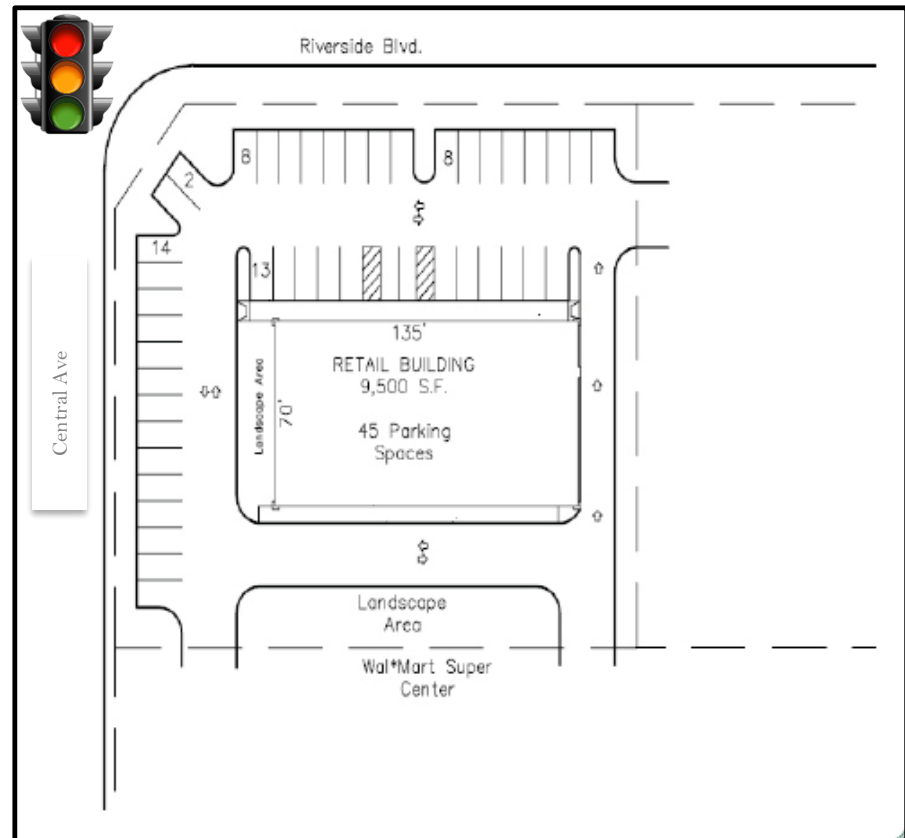 Riverside Blvd.
8
8
2
14
13
135'
RETAIL BUILDING
9,500 S.F.
Landscape Area
70'
45 Parking
Spaces
Central Ave
Landscape
Area
Wal*Mart Super
Center